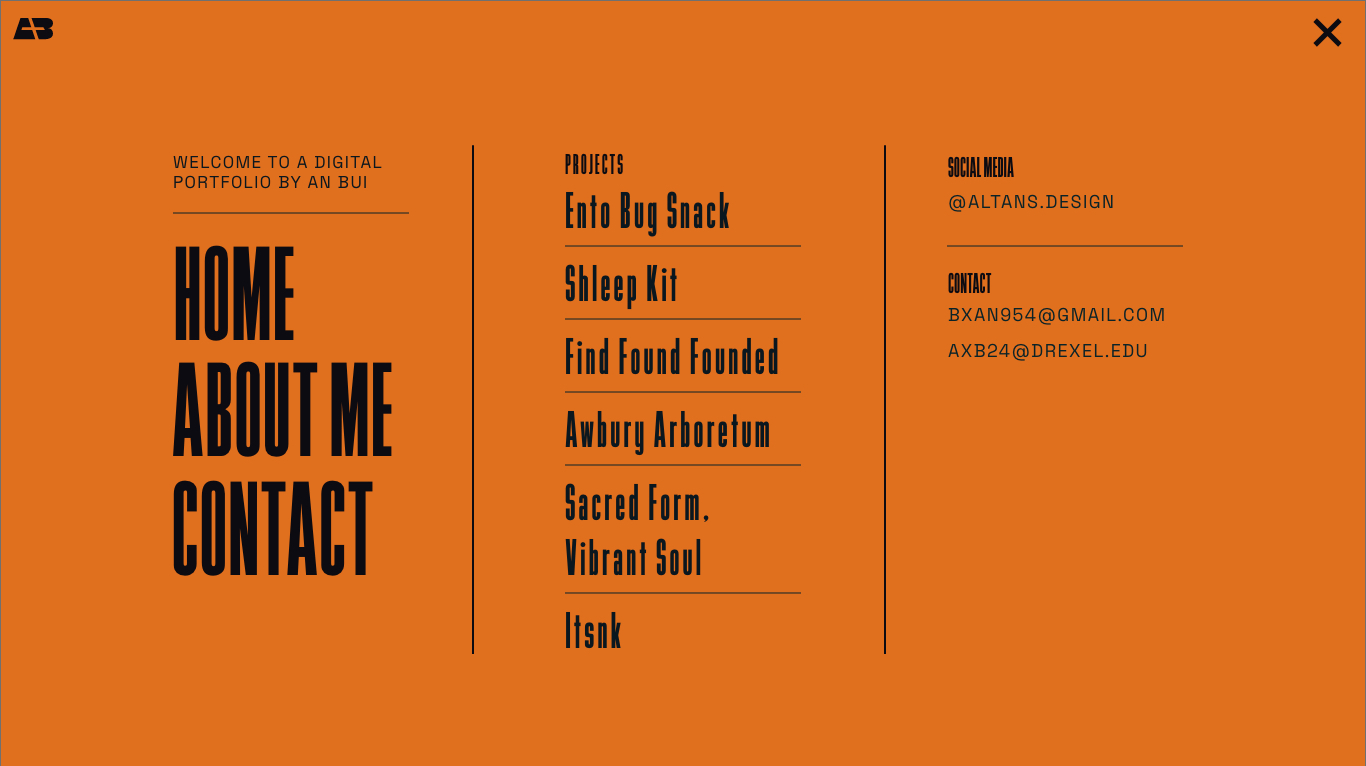 AB
WELCOME TO A DIGITAL
PORTFOLIO BY AN BUI
HOME
ABOUT ME
CONTACT
PROJECTS
Ento Bug Snack
Shleep Kit
Find Found Founded
Awbury Arboretum
Sacred Form,
Vibrant Soul
Itsnk
SOCIAL MEDIA
@ALTANS.DESIGN
CONTACT
BXAN954@GMAIL.COM
AXB24@DREXEL.EDU